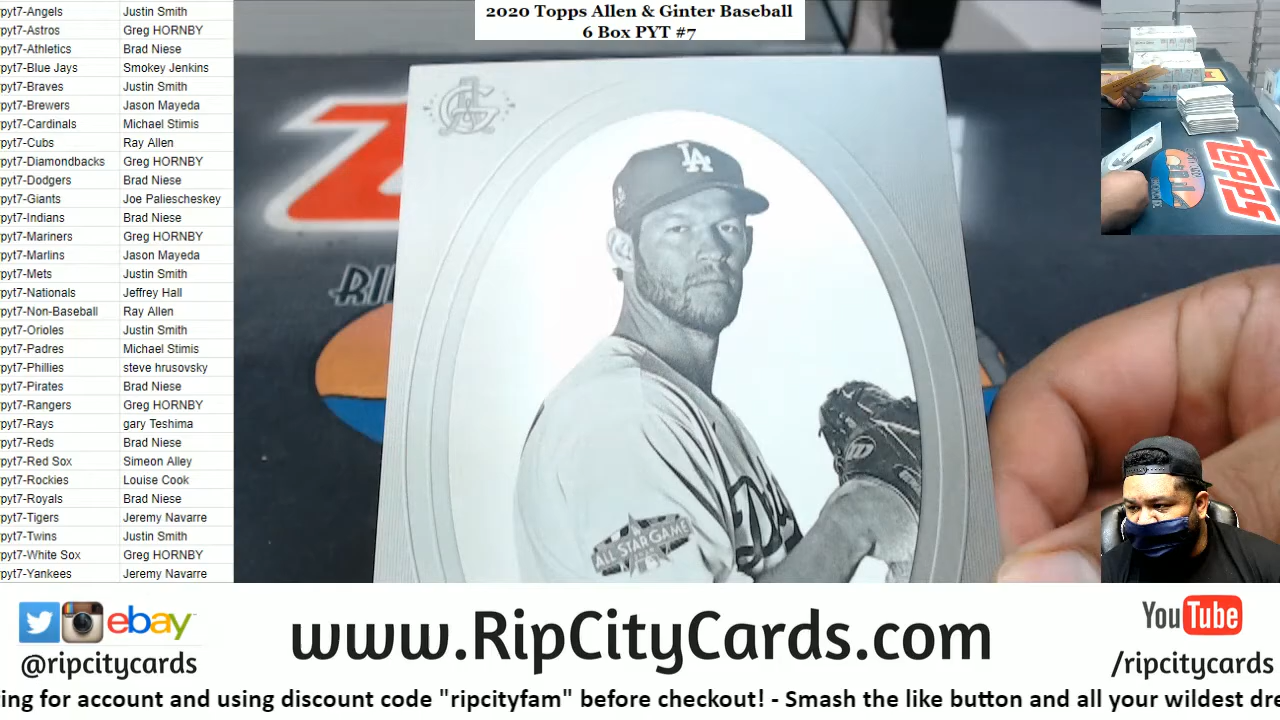 2020 Topps Allen & Ginter Baseball
6 Box PYT #7
pyt7-Angels Justin Smith
pyt7-Astros Greg HORNBY
pyt7-Athletics Brad Niese
pyt7-Blue Jays Smokey Jenkins
pyt7-Braves Justin Smith
pyt7-Brewers Jason Mayeda
pyt7-Cardinals Michael Stimis
pyt7-Cubs Ray Allen
pyt7-Diamondbacks Greg HORNBY
pyt7-Dodgers Brad Niese
pyt7-Giants Joe Paliescheskey
pyt7-Indians Brad Niese
pyt7-Mariners Greg HORNBY
pyt7-Marlins Jason Mayeda
pyt7-Mets Justin Smith
pyt7-Nationals Jeffrey Hall
pyt7-Non-Baseball Ray Allen
pyt7-Orioles Justin Smith
pyt7-Padres Michael Stimis
pyt7-Phillies steve hrusovsky
pyt7-Pirates Brad Niese
pyt7-Rangers Greg HORNBY
pyt7-Rays gary Teshima
pyt7-Reds Brad Niese
pyt7-Red Sox Simeon Alley
pyt7-Rockies Louise Cook
pyt7-Royals Brad Niese
pyt7-Tigers Jeremy Navarre
pyt7-Twins Justin Smith
pyt7-White Sox Greg HORNBY
pyt7-Yankees Jeremy Navarre
LA
ALL STAR GAME
topps
ebay
@ripcitycards
www.RipCityCards.com
YouTube
/ripcitycards
ing for account and using discount code "ripcityfam" before checkout! - Smash the like button and all your wildest dre